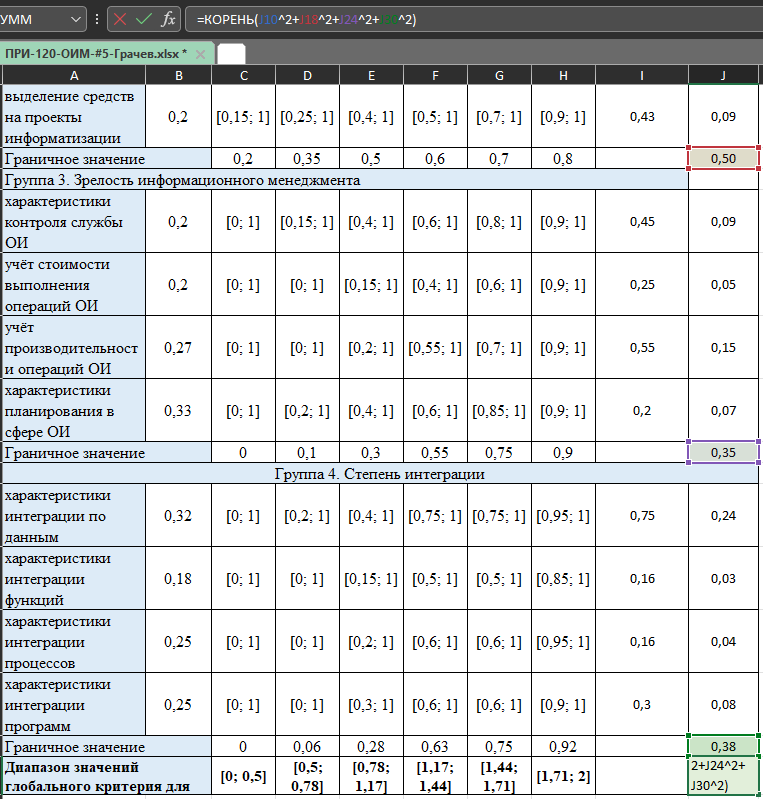 УММ
=КОРЕНЬ(J10^2+J18^2+J24^2+J30^2)
ПРИ-120-ОИМ-#5-Грачев.xlsx *
A B C D E F G H I J
выделение средств
на проекты
информатизации
0,2 [0,15; 1] [0,25; 1] [0,4; 1] [0,5; 1] [0,7; 1] [0,9; 1] 0,43 0,09
Граничное значение 0,2 0,35 0,5 0,6 0,7 0,8 0,50
Группа 3. Зрелость информационного менеджмента
характеристики
контроля службы
ОИ
0,2 [0; 1] [0,15; 1] [0,4; 1] [0,6; 1] [0,8; 1] [0,9; 1] 0,45 0,09
учёт стоимости
выполнения
операций ОИ
0,2 [0; 1] [0; 1] [0,15; 1] [0,4; 1] [0,6; 1] [0,9; 1] 0,25 0,05
учёт
производительност
и операций ОИ
0,27 [0; 1] [0; 1] [0,2; 1] [0,55; 1] [0,7; 1] [0,9; 1] 0,55 0,15
характеристики
планирования в
сфере ОИ
0,33 [0; 1] [0,2; 1] [0,4; 1] [0,6; 1] [0,85; 1] [0,9; 1] 0,2 0,07
Граничное значение 0 0,1 0,3 0,55 0,75 0,9 0,35
Группа 4. Степень интеграции
характеристики
интеграции по
данным
0,32 [0; 1] [0,2; 1] [0,4; 1] [0,75; 1] [0,75; 1] [0,95; 1] 0,75 0,24
характеристики
интеграции
функций
0,18 [0; 1] [0; 1] [0,15; 1] [0,5; 1] [0,5; 1] [0,85; 1] 0,16 0,03
характеристики
интеграции
процессов
0,25 [0; 1] [0; 1] [0,2; 1] [0,6; 1] [0,6; 1] [0,95; 1] 0,16 0,04
характеристики
интеграции
программ
0,25 [0; 1] [0; 1] [0,3; 1] [0,6; 1] [0,6; 1] [0,9; 1] 0,3 0,08
Граничное значение 0 0,06 0,28 0,63 0,75 0,92 0,38
Диапазон значений
глобального критерия для
[0; 0,5] [0,5; 0,78] [0,78; 1,17] [1,17; 1,44] [1,44; 1,71] [1,71; 2]
2+J24^2+
J30^2)